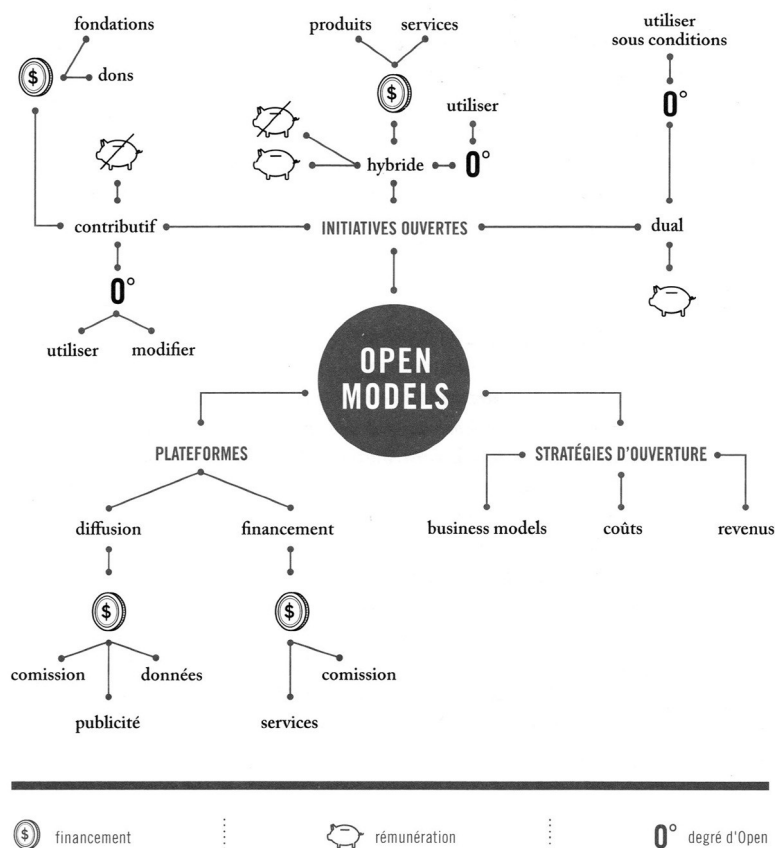 fondations
dons
$
produits
services
$
utiliser
sous conditions
0°
utiliser
hybride
0°
contributif
INITIATIVES OUVERTES
dual
0°
utiliser
modifier
OPEN
MODELS
PLATEFORMES
STRATÉGIES D'OUVERTURE
diffusion
financement
business models
coûts
revenus
$
$
comission
données
comission
publicité
services
$ financement
rémunération
0° degré d'Open